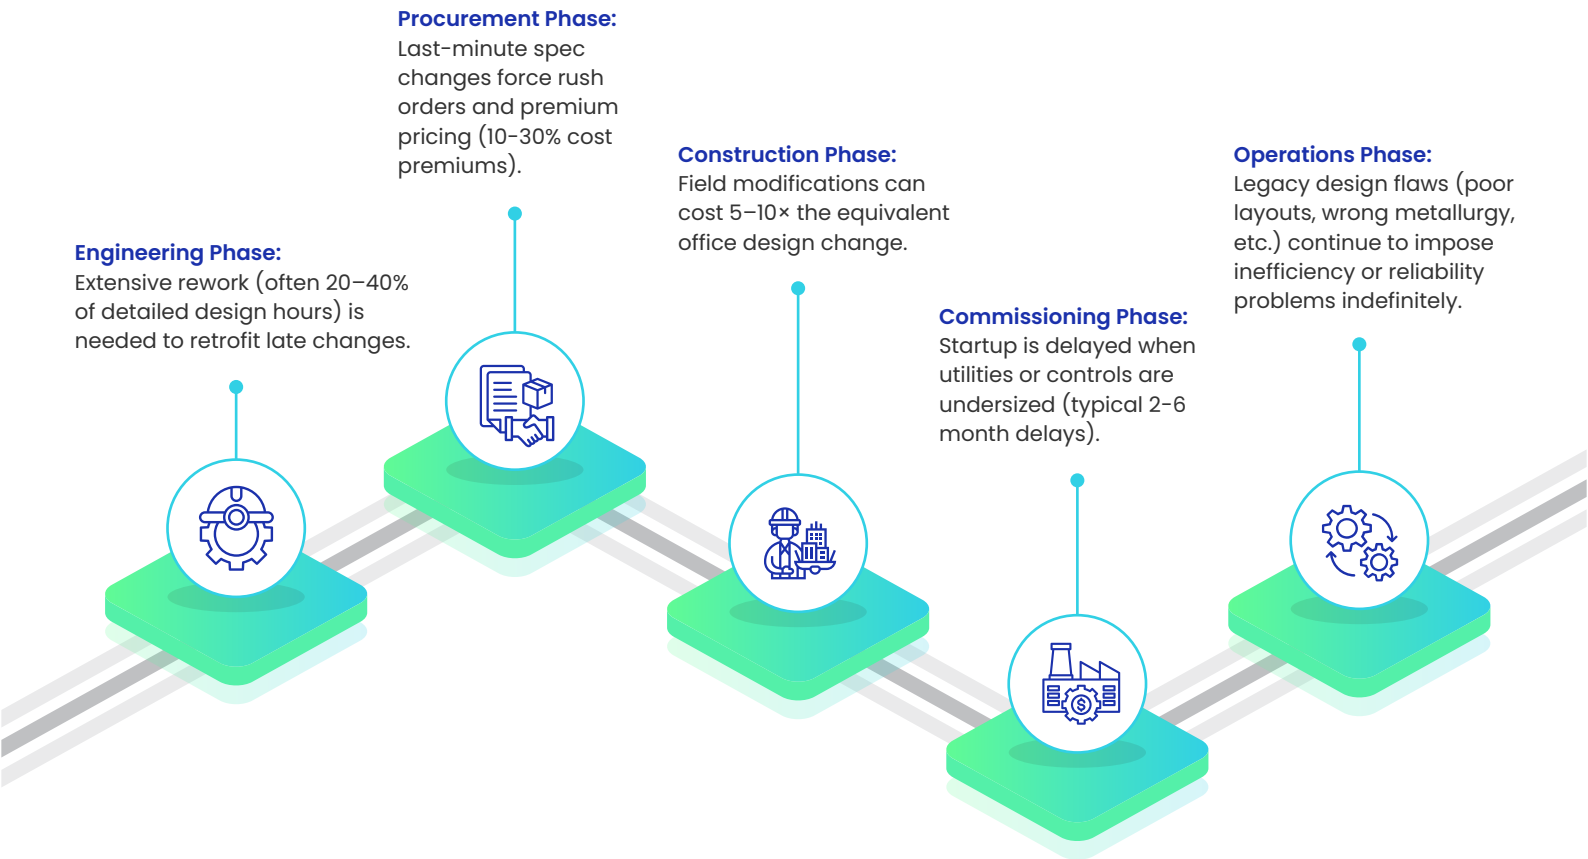 Engineering Phase:
Extensive rework (often 20–40%
of detailed design hours) is
needed to retrofit late changes.
Procurement Phase:
Last-minute spec
changes force rush
orders and premium
pricing (10-30% cost
premiums).
Construction Phase:
Field modifications can
cost 5–10× the equivalent
office design change.
Commissioning Phase:
Startup is delayed when
utilities or controls are
undersized (typical 2-6
month delays).
Operations Phase:
Legacy design flaws (poor
layouts, wrong metallurgy,
etc.) continue to impose
inefficiency or reliability
problems indefinitely.